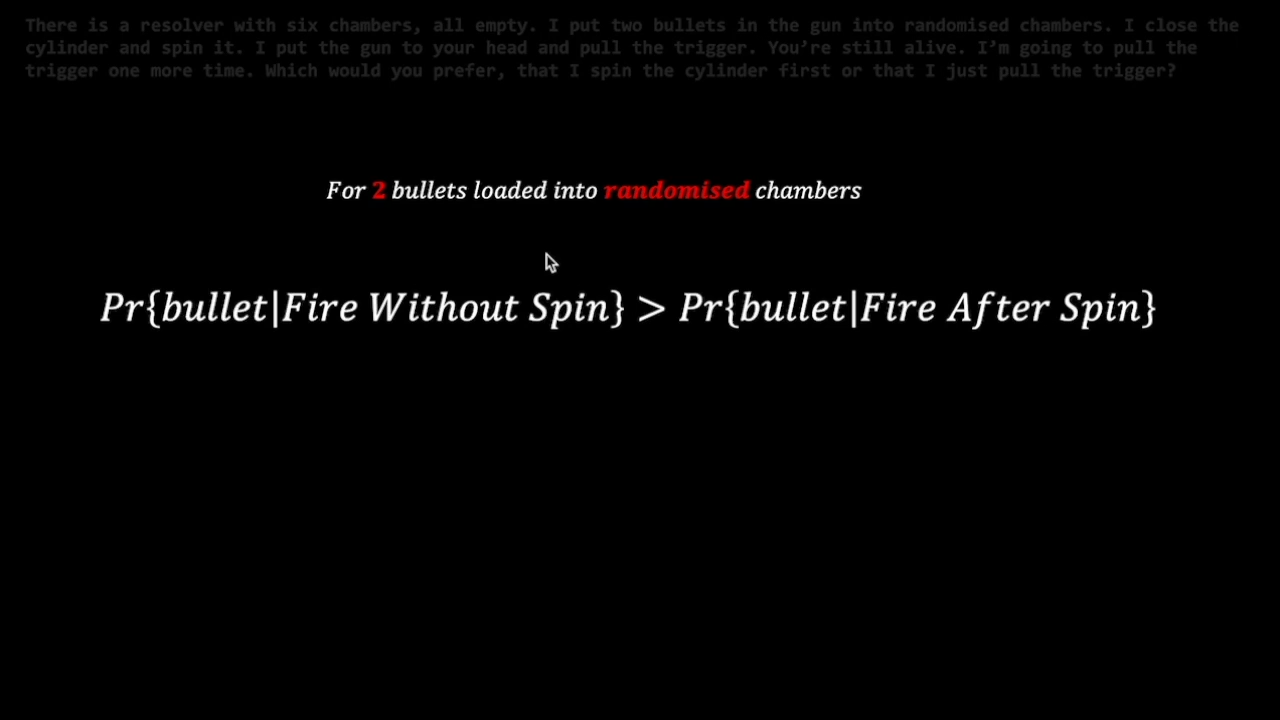 There is a resolver with six chambers, all empty. I put two bullets in the gun into randomised chambers. I close the
cylinder and spin it. I put the gun to your head and pull the trigger. You’re still alive. I’m going to pull the
trigger one more time. Which would you prefer, that I spin the cylinder first or that I just pull the trigger?
For 2 bullets loaded into randomised chambers
Pr{bullet|Fire Without Spin} > Pr{bullet|Fire After Spin}